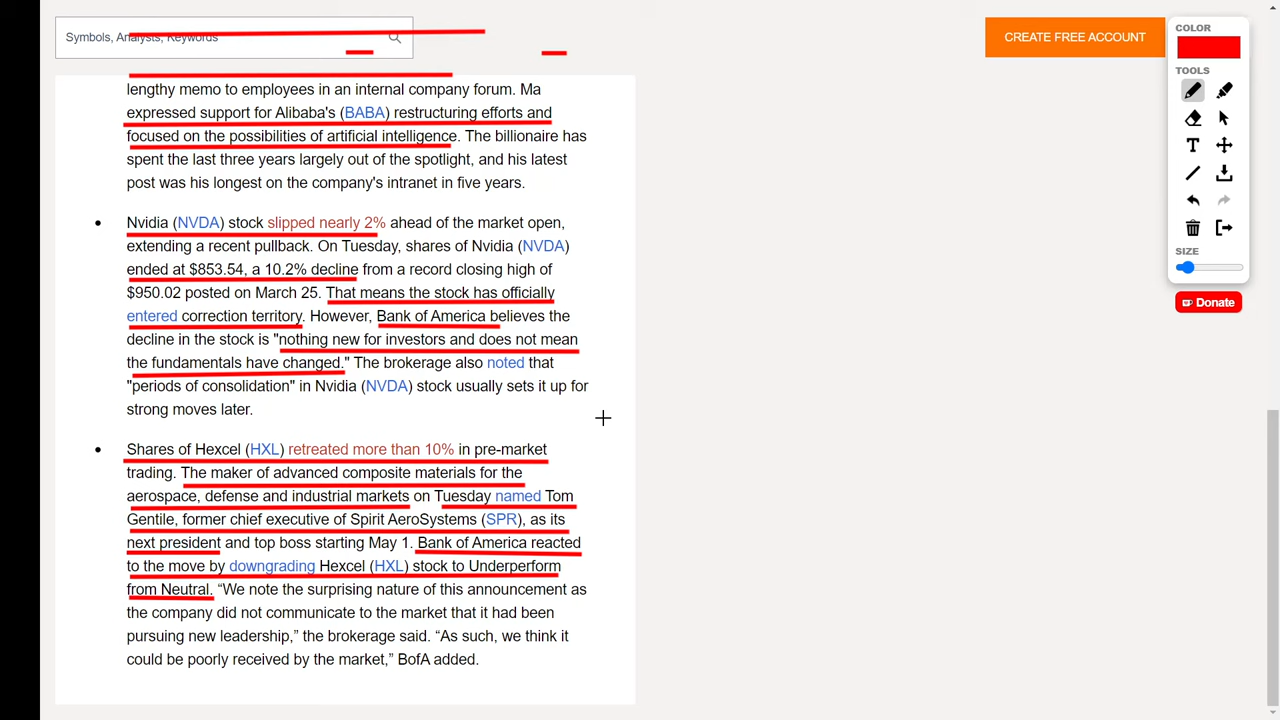 Symbols, Analysts, Keywords
CREATE FREE ACCOUNT
COLOR
TOOLS
T
SIZE
Donate
lengthy memo to employees in an internal company forum. Ma
expressed support for Alibaba's (BABA) restructuring efforts and
focused on the possibilities of artificial intelligence. The billionaire has
spent the last three years largely out of the spotlight, and his latest
post was his longest on the company's intranet in five years.
• Nvidia (NVDA) stock slipped nearly 2% ahead of the market open,
extending a recent pullback. On Tuesday, shares of Nvidia (NVDA)
ended at $853.54, a 10.2% decline from a record closing high of
$950.02 posted on March 25. That means the stock has officially
entered correction territory. However, Bank of America believes the
decline in the stock is "nothing new for investors and does not mean
the fundamentals have changed." The brokerage also noted that
"periods of consolidation" in Nvidia (NVDA) stock usually sets it up for
strong moves later.
• Shares of Hexcel (HXL) retreated more than 10% in pre-market
trading. The maker of advanced composite materials for the
aerospace, defense and industrial markets on Tuesday named Tom
Gentile, former chief executive of Spirit AeroSystems (SPR), as its
next president and top boss starting May 1. Bank of America reacted
to the move by downgrading Hexcel (HXL) stock to Underperform
from Neutral. “We note the surprising nature of this announcement as
the company did not communicate to the market that it had been
pursuing new leadership,” the brokerage said. “As such, we think it
could be poorly received by the market,” BofA added.